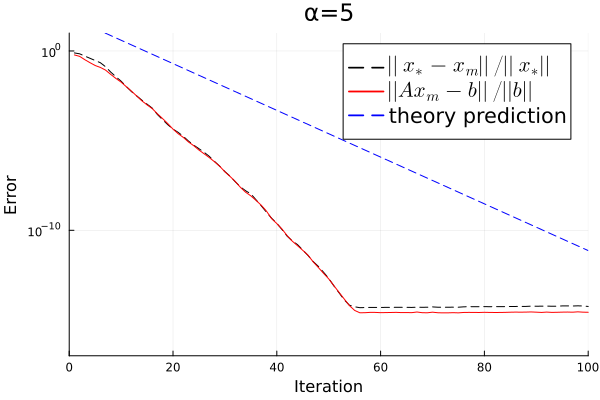 α=5
|| x_* − x_m|| /|| x_*||
||Ax_m − b|| /||b||
theory prediction
10^0
10^-10
Error
0 20 40 60 80 100
Iteration